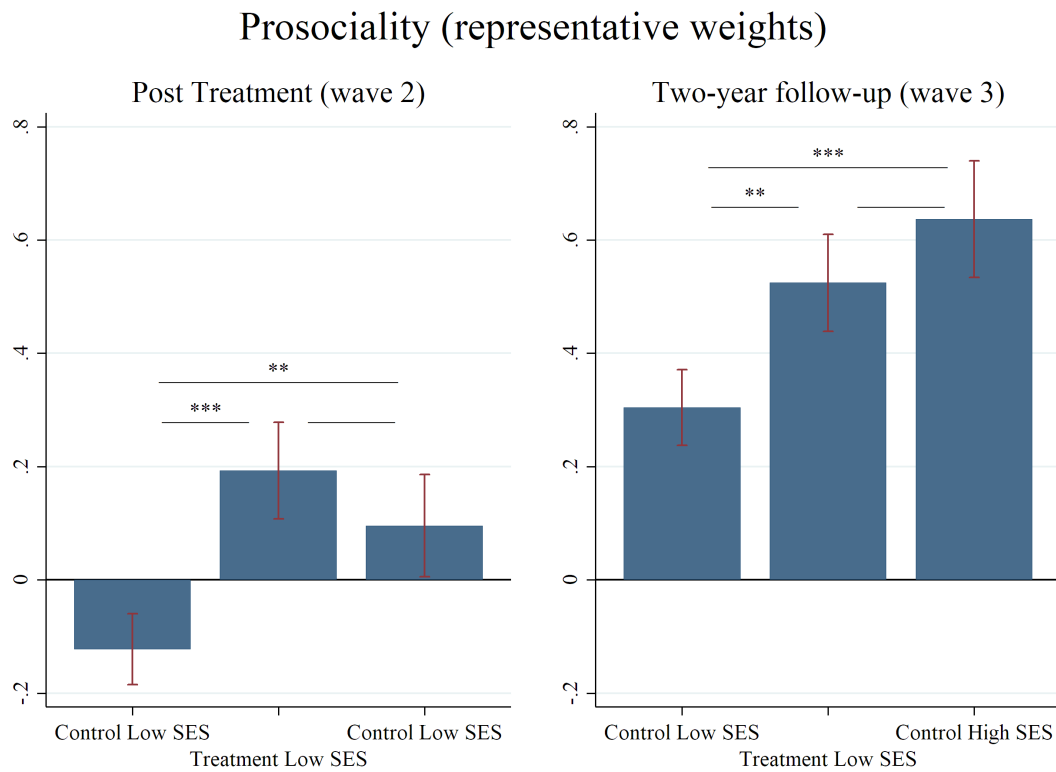 Prosociality (representative weights)
Post Treatment (wave 2)
.8
.6
.4
.2
0
-.2
**
***
Control Low SES
Treatment Low SES
Control Low SES
Two-year follow-up (wave 3)
.8
.6
.4
.2
0
-.2
***
**
Control Low SES
Treatment Low SES
Control High SES